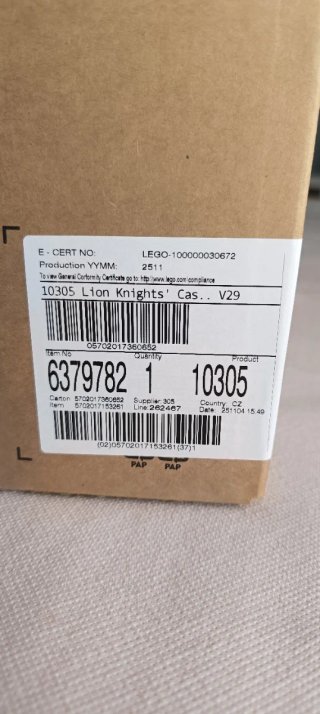 E - CERT NO: LEGO-100000030672
Production YYMM: 2511
To view General Conformity Certificate go to: http://www.lego.com/compliance
10305 Lion Knights' Cas.. V29
05702017360652
Item No Quantity Product
6379782 1 10305
Carton 5702017360652 Supplier 305 Country: CZ
Item 5702017153261 Line 262467 Date: 251104 15:49
(02)05702017153261(37)1
PAP PAP